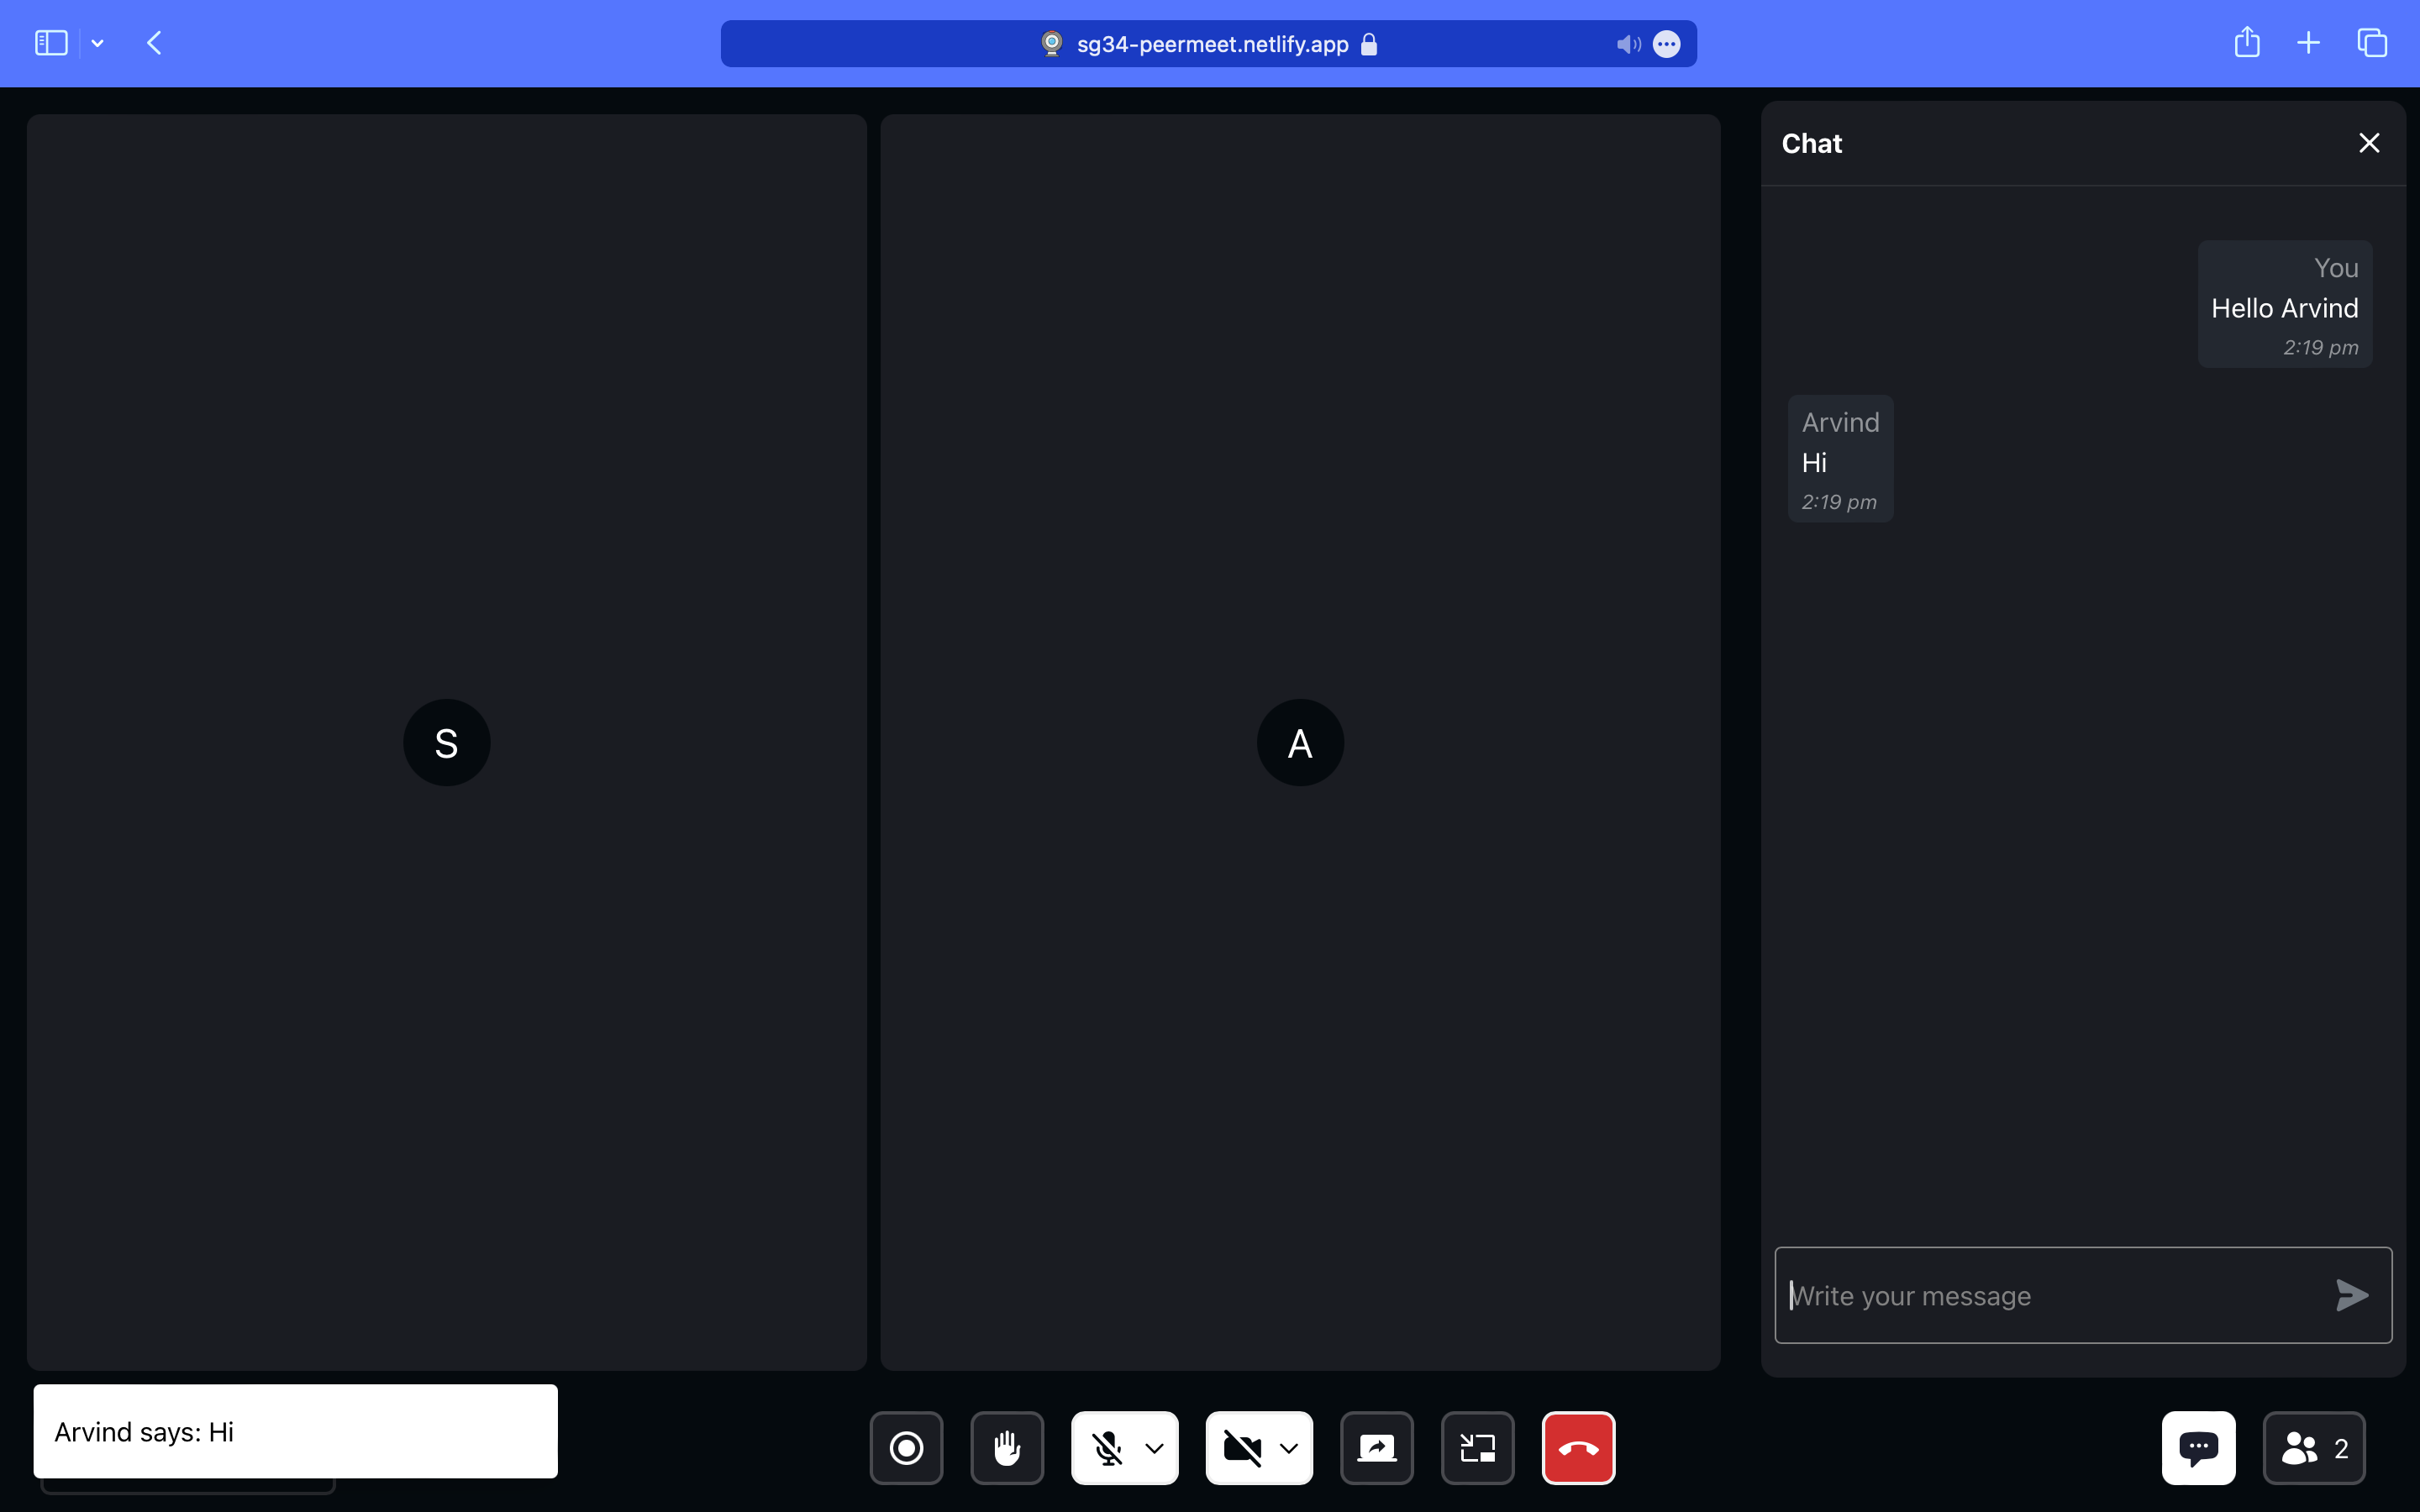 sg34-peermeet.netlify.app
S
A
Chat
You
Hello Arvind
2:19 pm
Arvind
Hi
2:19 pm
Write your message
Arvind says: Hi
2